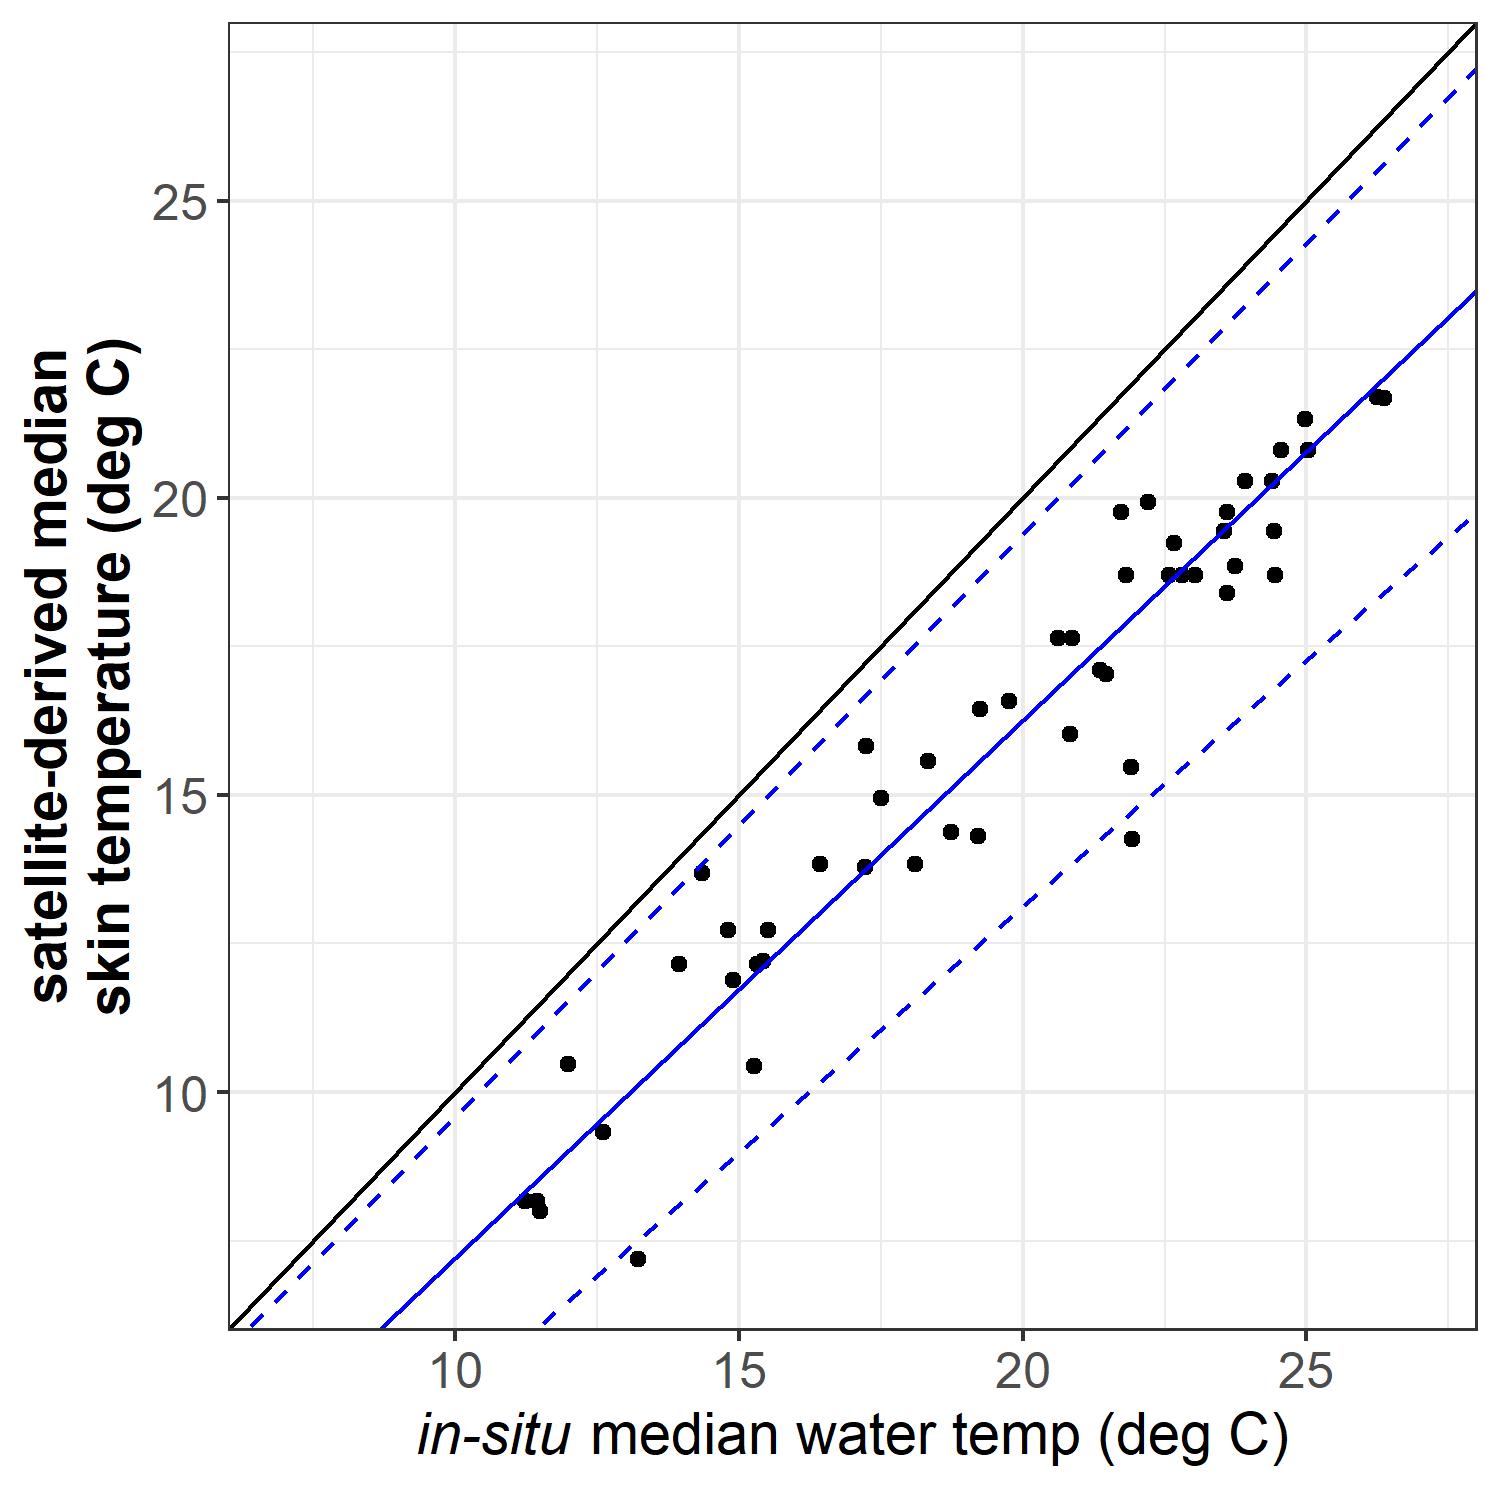 satellite-derived median
skin temperature (deg C)
25
20
15
10
10 15 20 25
in-situ median water temp (deg C)